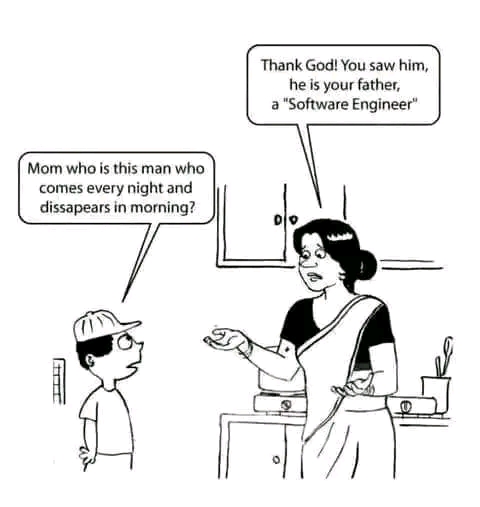 Thank God! You saw him,
he is your father,
a "Software Engineer"
Mom who is this man who
comes every night and
dissapears in morning?